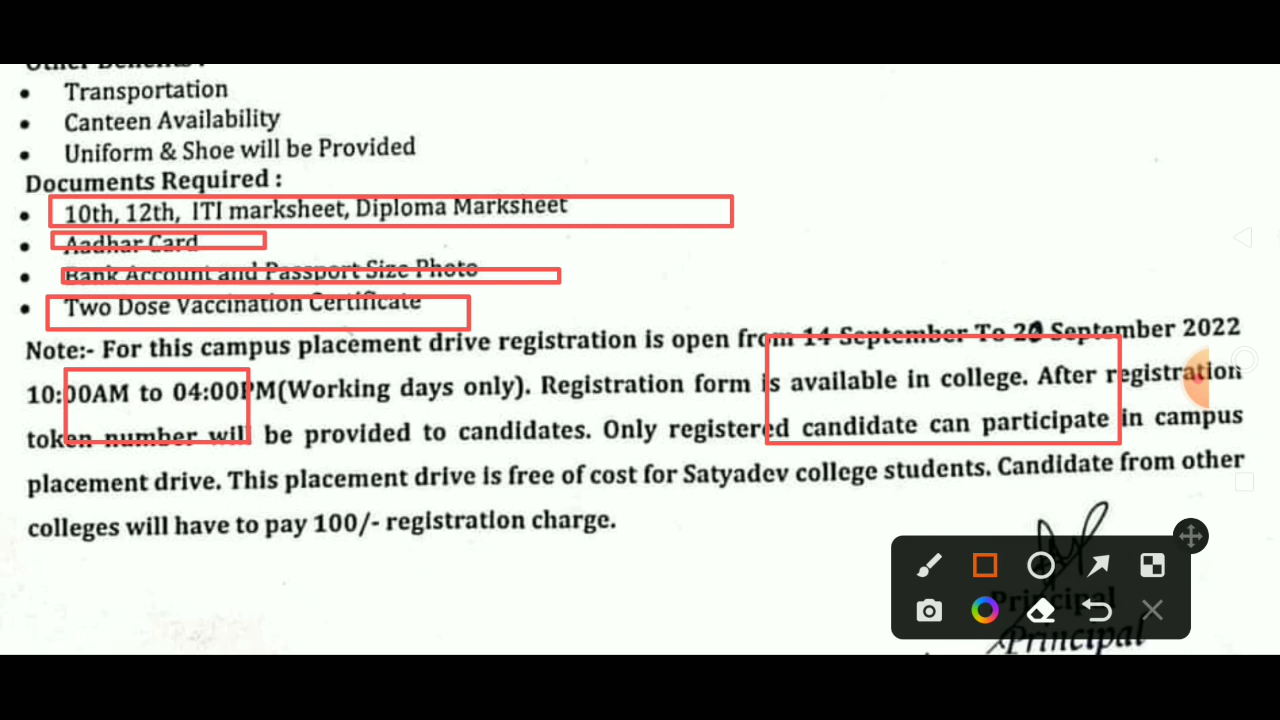 Other Benefits :
• Transportation
• Canteen Availability
• Uniform & Shoe will be Provided
Documents Required :
• 10th, 12th, ITI marksheet, Diploma Marksheet
• Aadhar Card
• Bank Account and Passport Size Photo
• Two Dose Vaccination Certificate
Note:- For this campus placement drive registration is open from 14 September To 20 September 2022
10:00AM to 04:00PM(Working days only). Registration form is available in college. After registration
token number will be provided to candidates. Only registered candidate can participate in campus
placement drive. This placement drive is free of cost for Satyadev college students. Candidate from other
colleges will have to pay 100/- registration charge.
Principal
Principal